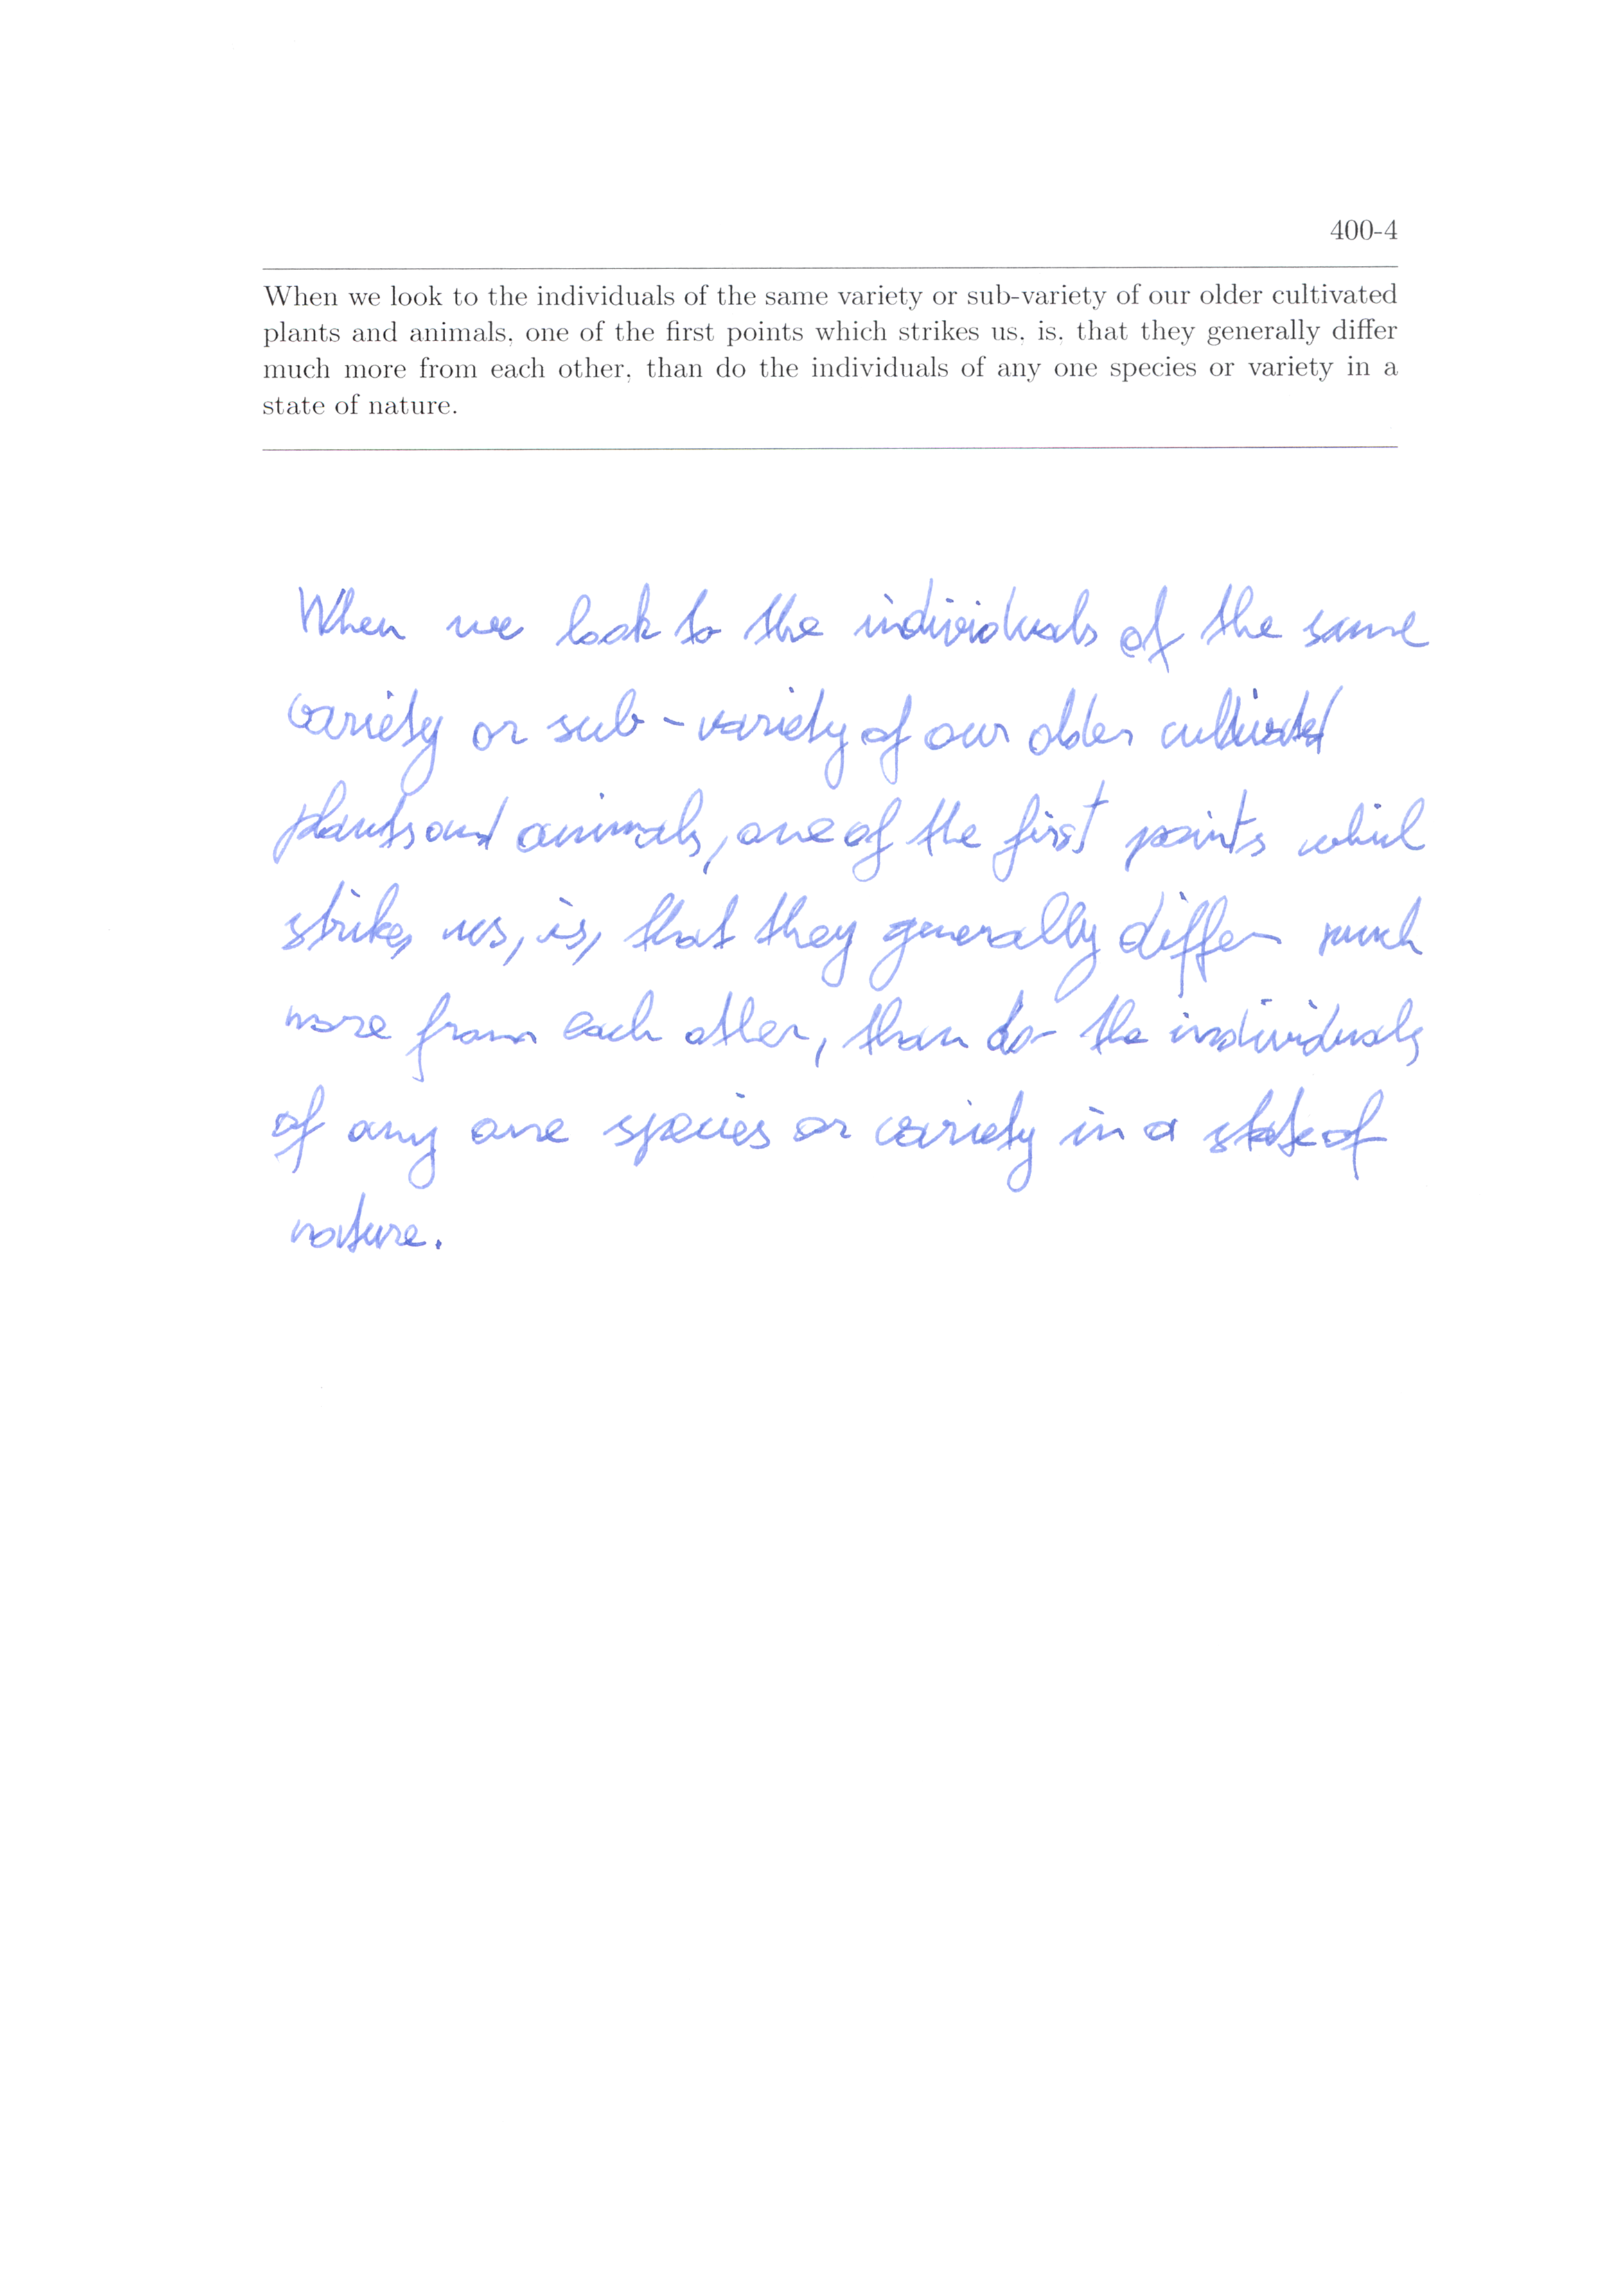 400-4
When we look to the individuals of the same variety or sub-variety of our older cultivated
plants and animals, one of the first points which strikes us, is, that they generally differ
much more from each other, than do the individuals of any one species or variety in a
state of nature.
When we look to the individuals of the same
variety or sub-variety of our older cultivated
plants and animals, one of the first points which
strikes us, is, that they generally differ much
more from each other, than do the individuals
of any one species or variety in a state of
nature.